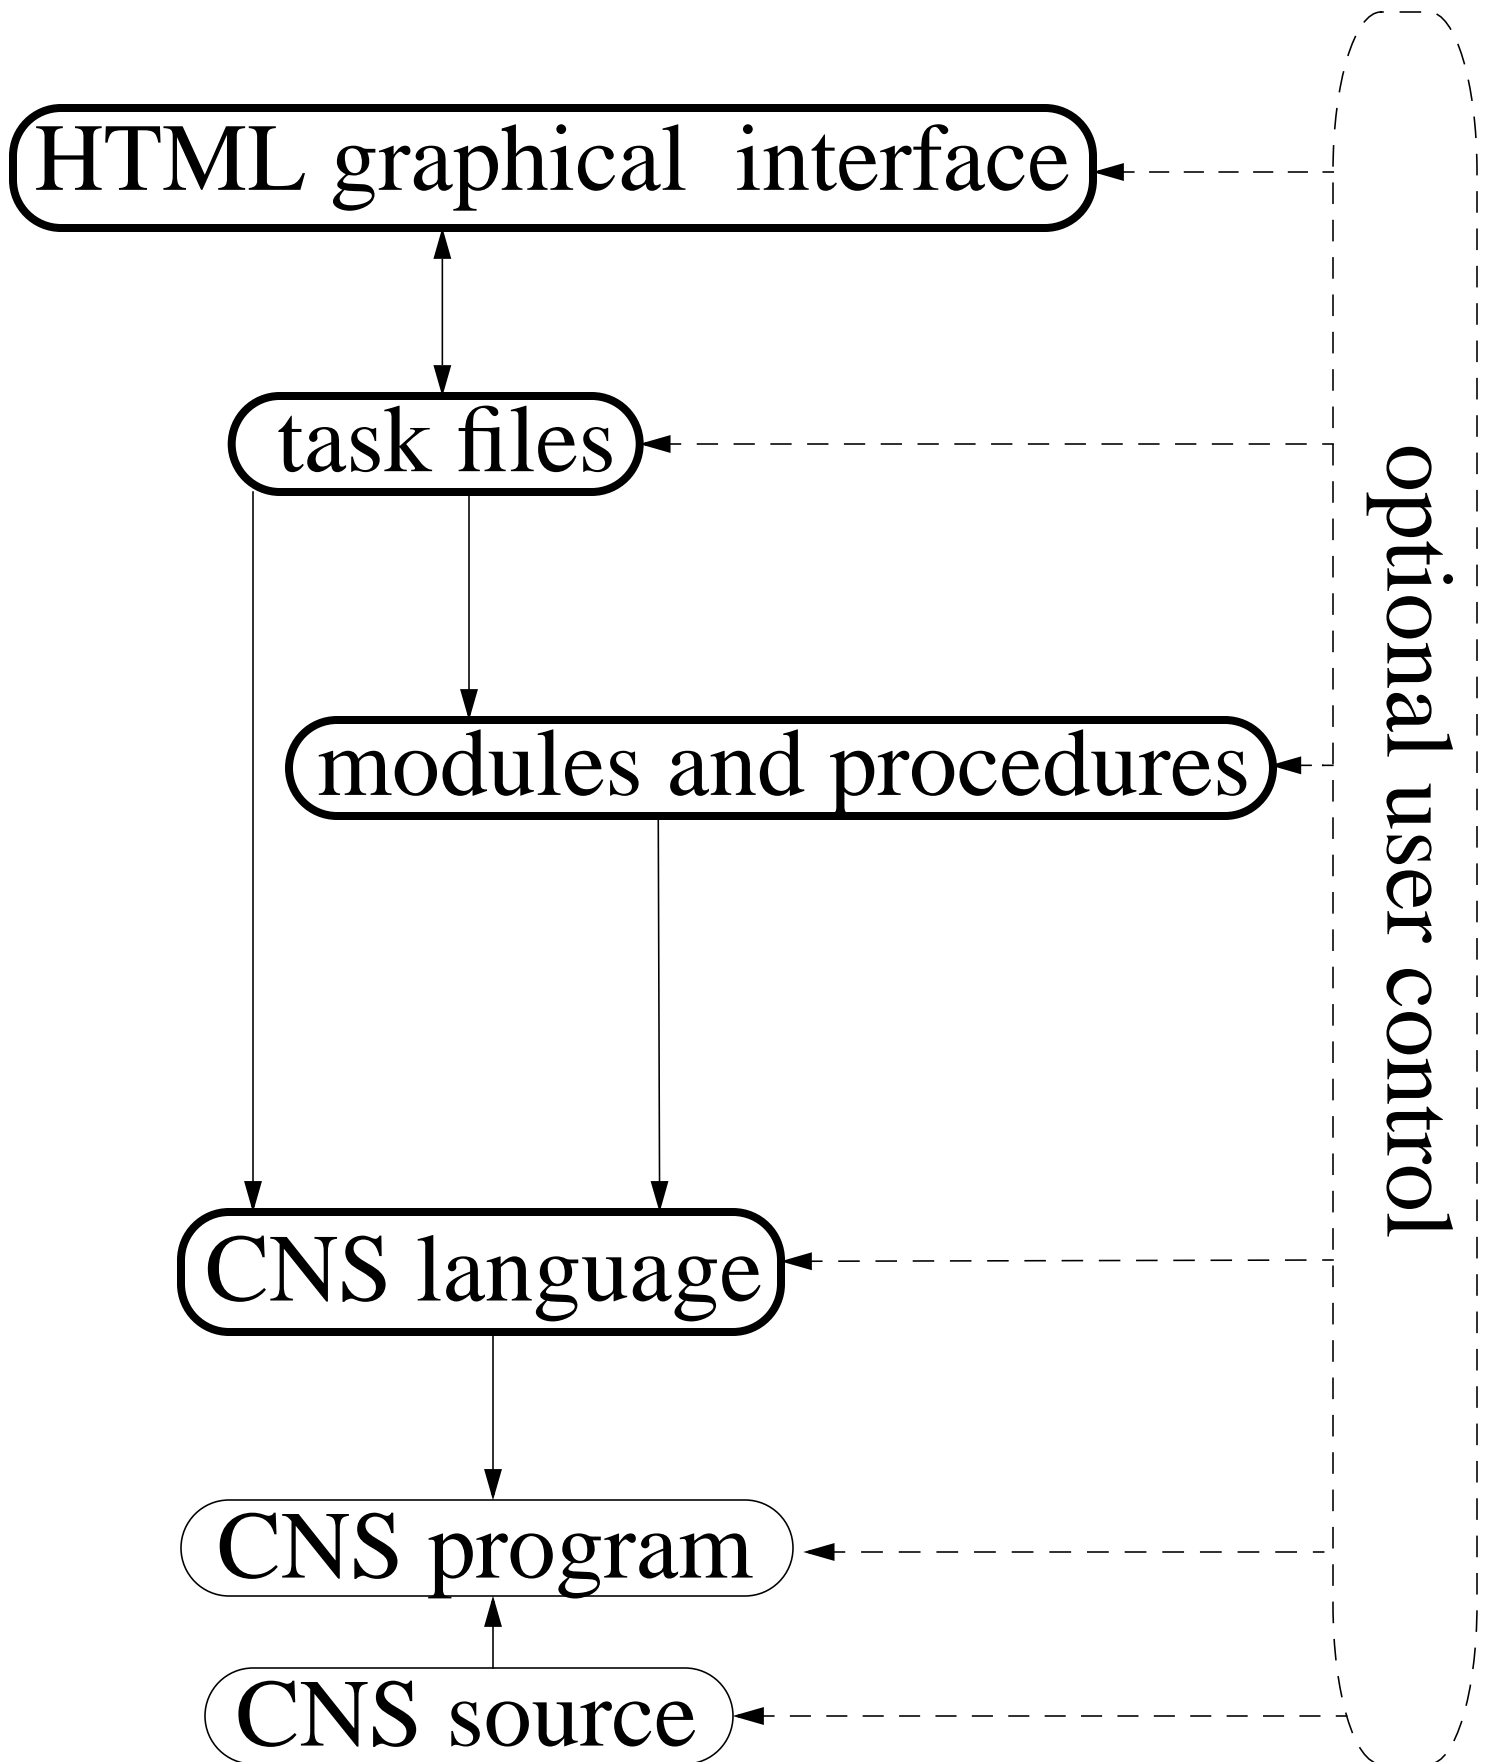 HTML graphical interface
task files
modules and procedures
CNS language
CNS program
CNS source
optional user control